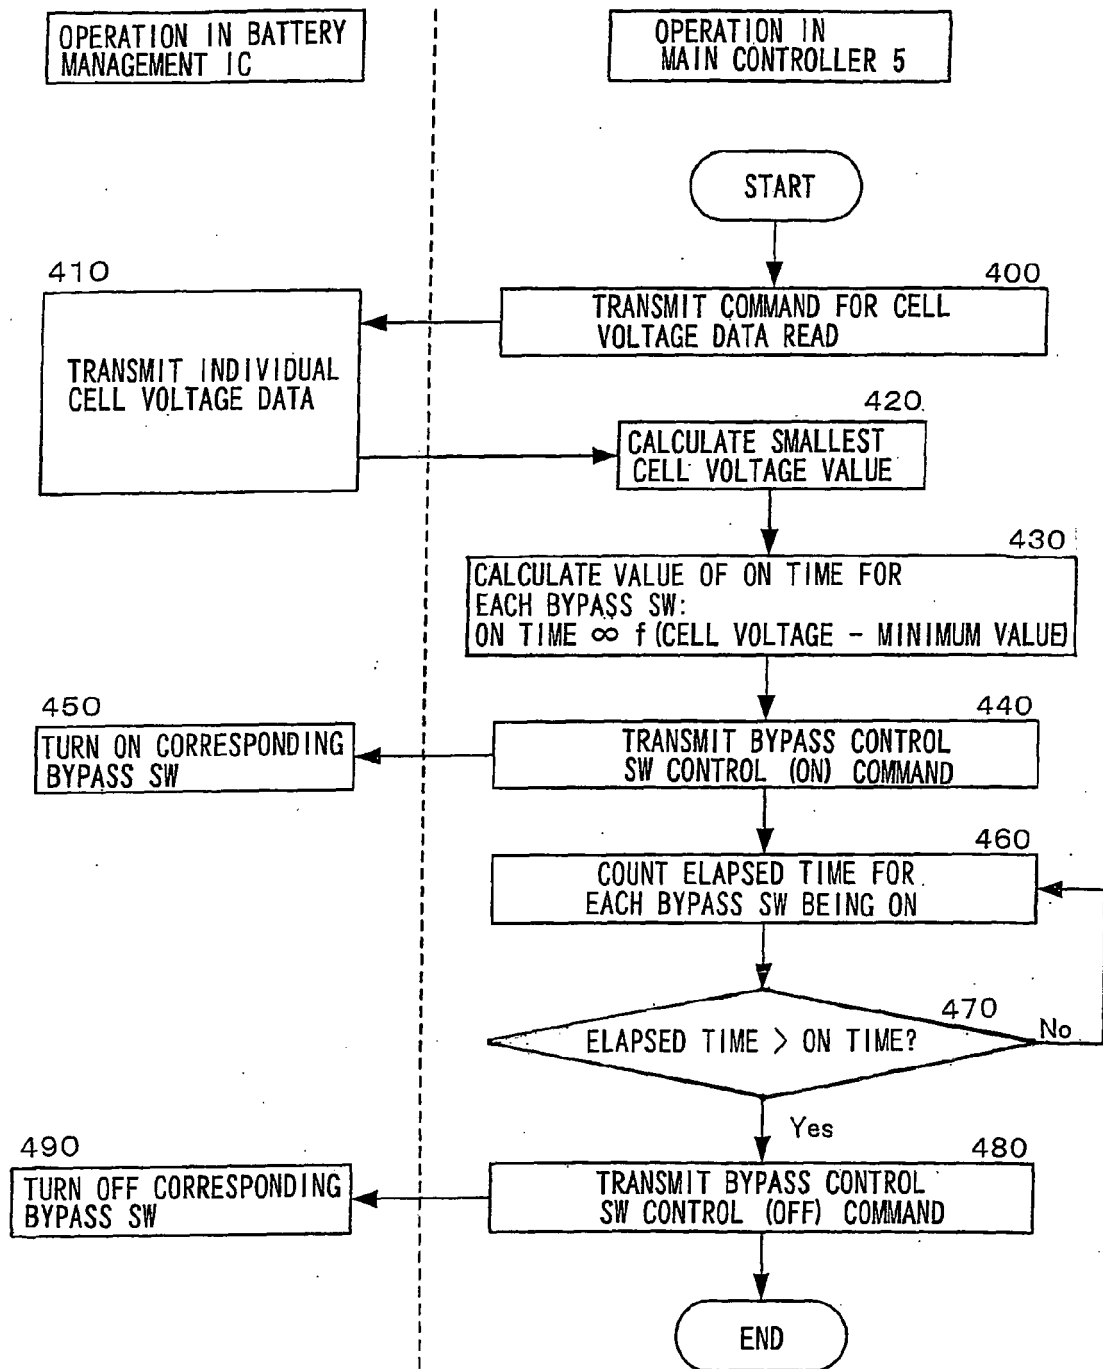 OPERATION IN BATTERY
MANAGEMENT IC
OPERATION IN
MAIN CONTROLLER 5
START
400
TRANSMIT COMMAND FOR CELL
VOLTAGE DATA READ
410
TRANSMIT INDIVIDUAL
CELL VOLTAGE DATA
420
CALCULATE SMALLEST
CELL VOLTAGE VALUE
430
CALCULATE VALUE OF ON TIME FOR
EACH BYPASS SW:
ON TIME ∞ f (CELL VOLTAGE - MINIMUM VALUE)
440
TRANSMIT BYPASS CONTROL
SW CONTROL (ON) COMMAND
450
TURN ON CORRESPONDING
BYPASS SW
460
COUNT ELAPSED TIME FOR
EACH BYPASS SW BEING ON
470
ELAPSED TIME > ON TIME?
No
Yes
480
TRANSMIT BYPASS CONTROL
SW CONTROL (OFF) COMMAND
490
TURN OFF CORRESPONDING
BYPASS SW
END